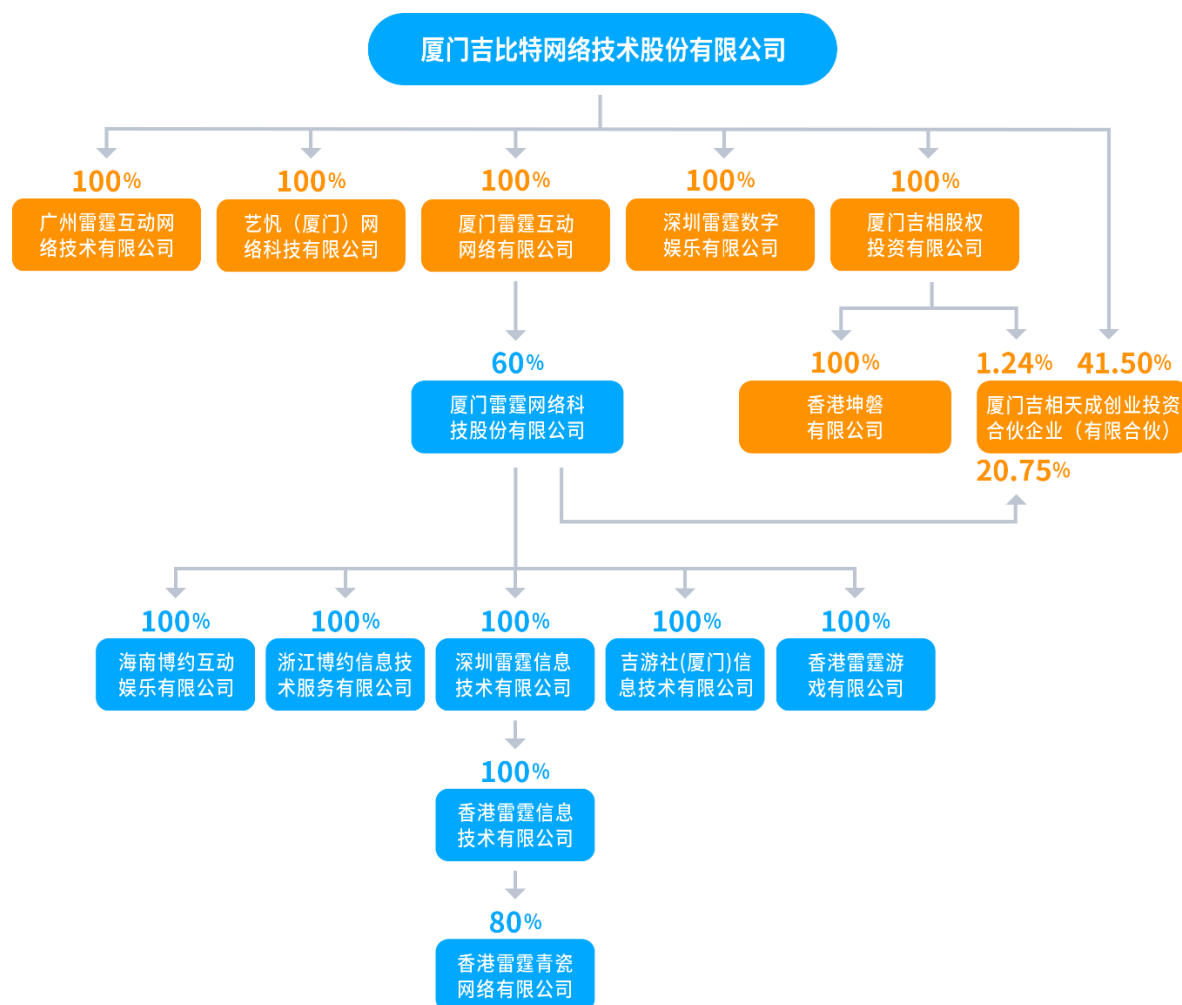 厦门吉比特网络技术股份有限公司
100%
100%
100%
100%
100%
广州雷霆互动网
络技术有限公司
艺帆（厦门）网
络科技有限公司
厦门雷霆互动
网络有限公司
深圳雷霆数字
娱乐有限公司
厦门吉相股权
投资有限公司
60%
100%
1.24%
41.50%
厦门雷霆网络科
技股份有限公司
香港坤磐
有限公司
厦门吉相天成创业投资
合伙企业（有限合伙）
20.75%
100%
100%
100%
100%
100%
海南博约互动
娱乐有限公司
浙江博约信息技
术服务有限公司
深圳雷霆信息
技术有限公司
吉游社(厦门)信
息技术有限公司
香港雷霆游
戏有限公司
100%
香港雷霆信息
技术有限公司
80%
香港雷霆青瓷
网络有限公司